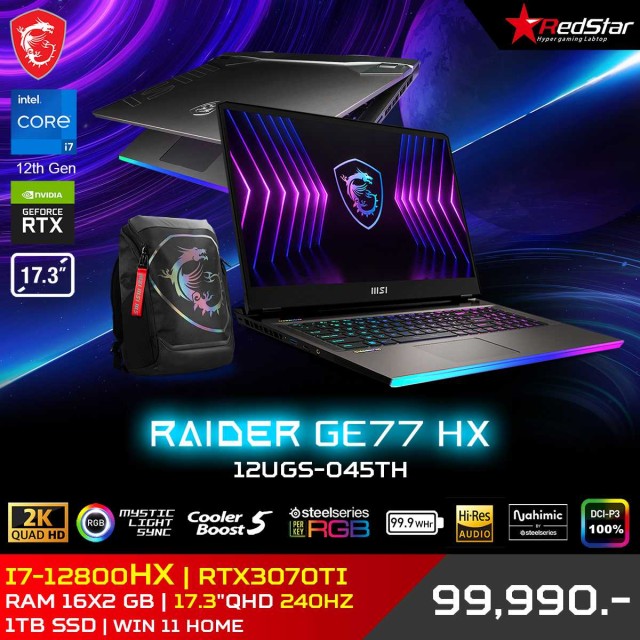 RedStar
Hyper gaming Labtop
intel
CORE
i7
12th Gen
NVIDIA
GEFORCE
RTX
17.3"
msi
RAIDER GE77 HX
12UGS-045TH
2K
QUAD HD
RGB
MYSTIC
LIGHT
SYNC
Cooler
Boost 5
steelseries
PER
KEY
RGB
99.9 WHr
Hi-Res
AUDIO
Nahimic
BY steelseries
DCI-P3
100%
I7-12800HX | RTX3070TI
RAM 16X2 GB | 17.3"QHD 240HZ
1TB SSD | WIN 11 HOME
99,990.-